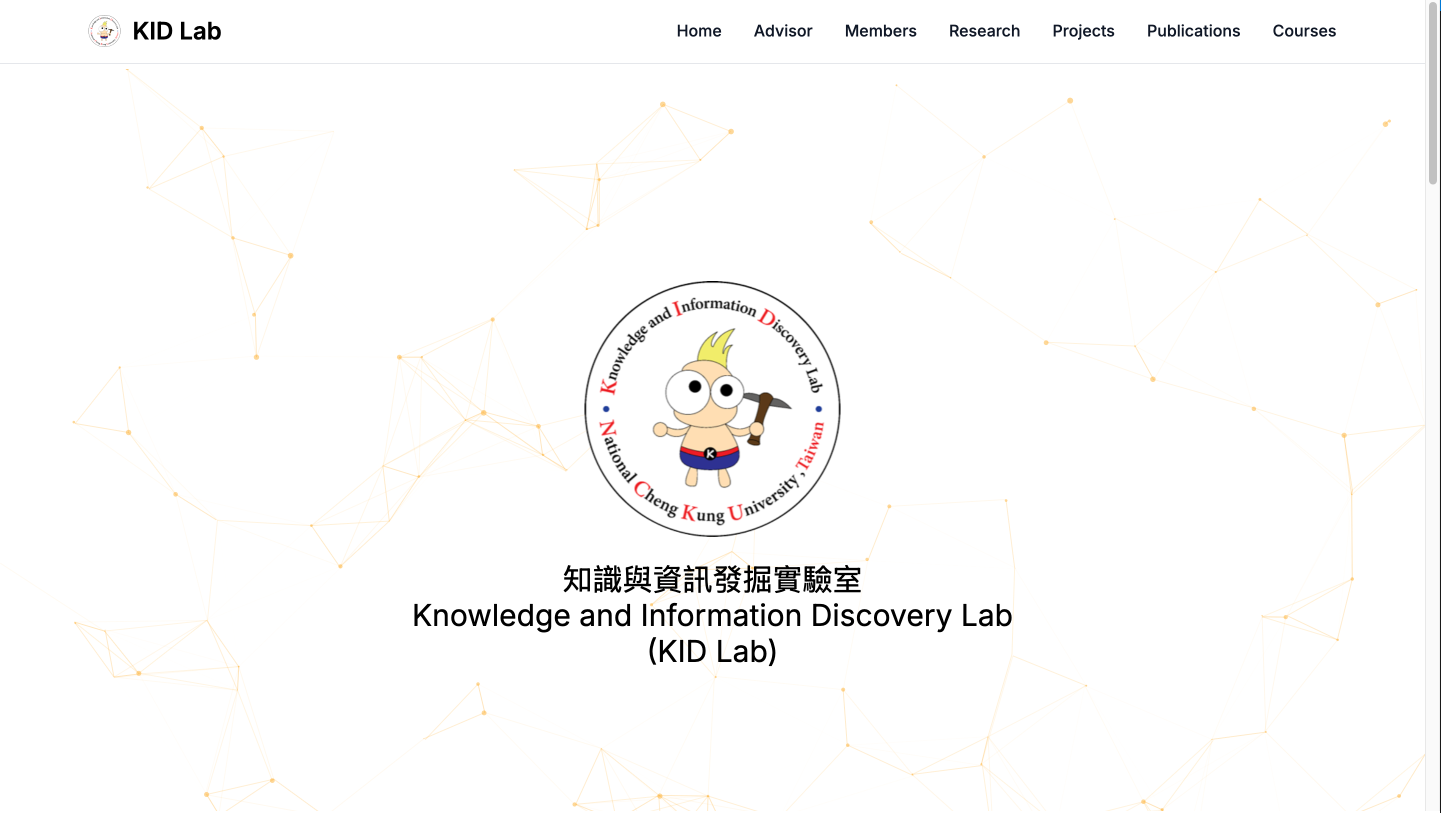 KID Lab
Home
Advisor
Members
Research
Projects
Publications
Courses
Knowledge and Information Discovery Lab
National Cheng Kung University, Taiwan
K
知識與資訊發掘實驗室
Knowledge and Information Discovery Lab
(KID Lab)